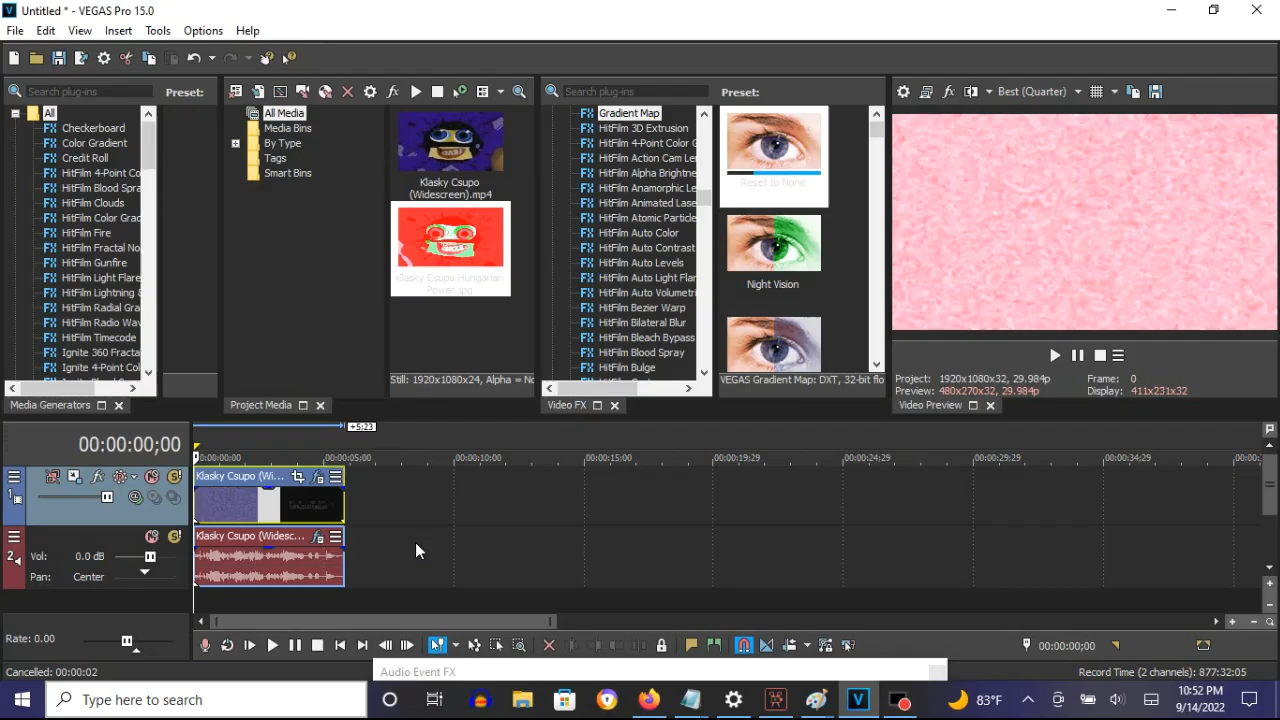 Untitled * - VEGAS Pro 15.0
File Edit View Insert Tools Options Help
Search plug-ins Preset:
All
Checkerboard
Color Gradient
Credit Roll
HitFilm 4-Point Co
HitFilm Apod Spra
HitFilm Clouds
HitFilm Color Grac
HitFilm Fire
HitFilm Fractal No
HitFilm Gunfire
HitFilm Light Flare
HitFilm Lightning &
HitFilm Radial Gra
HitFilm Radio Wav
HitFilm Timecode
Ignite 360 Fracta
Ignite 4-Point Col
Media Generators
All Media
Media Bins
By Type
Tags
Smart Bins
Klasky Csupo
(Widescreen).mp4
Klasky Csupo Hungarian
Power..jpg
Still: 1920x1080x24, Alpha = No
Project Media
Search plug-ins Preset:
Gradient Map
HitFilm 3D Extrusion
HitFilm 4-Point Color G
HitFilm Action Cam Le
HitFilm Alpha Brightne
HitFilm Anamorphic Le
HitFilm Animated Lase
HitFilm Atomic Particle
HitFilm Auto Color
HitFilm Auto Contrast
HitFilm Auto Levels
HitFilm Auto Light Flar
HitFilm Auto Volumetri
HitFilm Bezier Warp
HitFilm Bilateral Blur
HitFilm Bleach Bypass
HitFilm Blood Spray
HitFilm Bulge
Reset to None
Night Vision
VEGAS Gradient Map: DXT, 32-bit flo
Video FX
Best (Quarter)
Project: 1920x1080x32, 29.984p
Preview: 480x270x32, 29.984p
Frame: 0
Display: 411x231x32
Video Preview
00:00:00;00
+5:23
00:00:00:00 00:00:05:00 00:00:10;00 00:00:15:00 00:00:19;29 00:00:24;29 00:00:29;29 00:00:34;29
1
Klasky Csupo (Wi...
2
Vol: 0.0 dB
Pan: Center
Klasky Csupo (Widesc...
Rate: 0.00
00:00:00;00
Cancelled: 00:00:02
Audio Event FX
Record Time (2 channels): 877:32:05
Type here to search
83°F
10:52 PM
9/14/2022